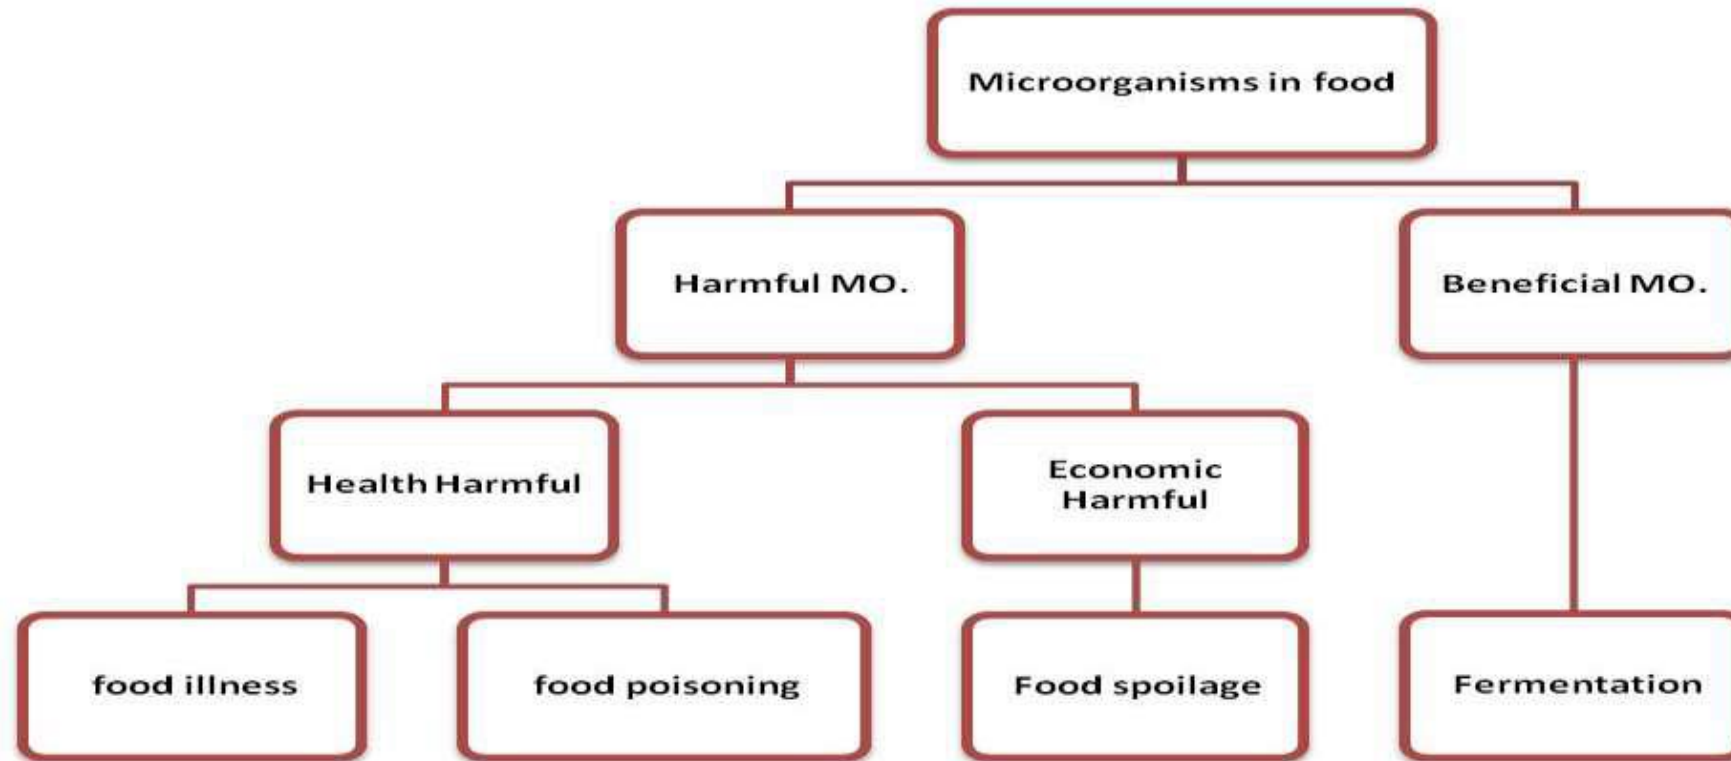 Microorganisms in food
Harmful MO.
Beneficial MO.
Health Harmful
Economic
Harmful
food illness
food poisoning
Food spoilage
Fermentation